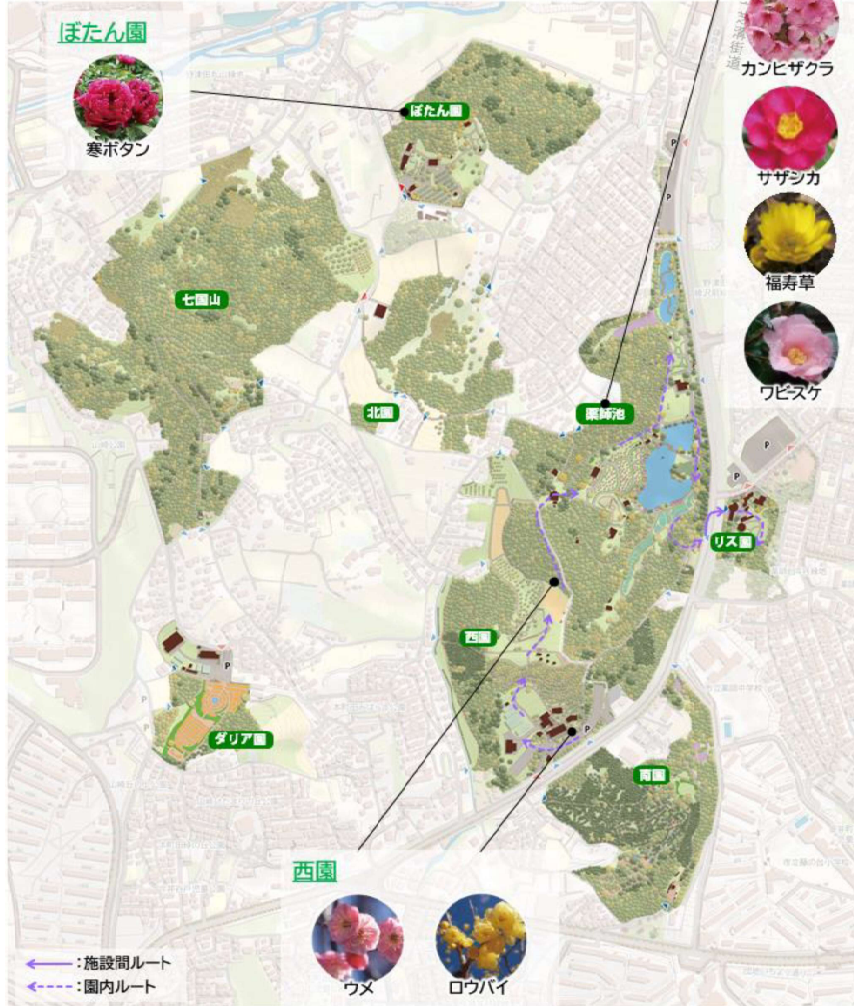 ぼたん園
寒ボタン
カンヒザクラ
サザンカ
福寿草
ワビスケ
ぼたん園
七国山
北園
薬師池
リス園
西園
ダリア園
南園
P
P
P
P
P
P
西園
ウメ
ロウバイ
:施設間ルート
:園内ルート